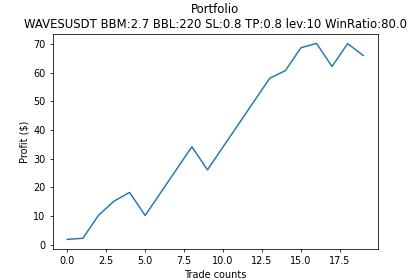 Portfolio
WAVESUSDT BBM:2.7 BBL:220 SL:0.8 TP:0.8 lev:10 WinRatio:80.0
70
60
50
40
30
20
10
0
Profit ($)
0.0 2.5 5.0 7.5 10.0 12.5 15.0 17.5
Trade counts